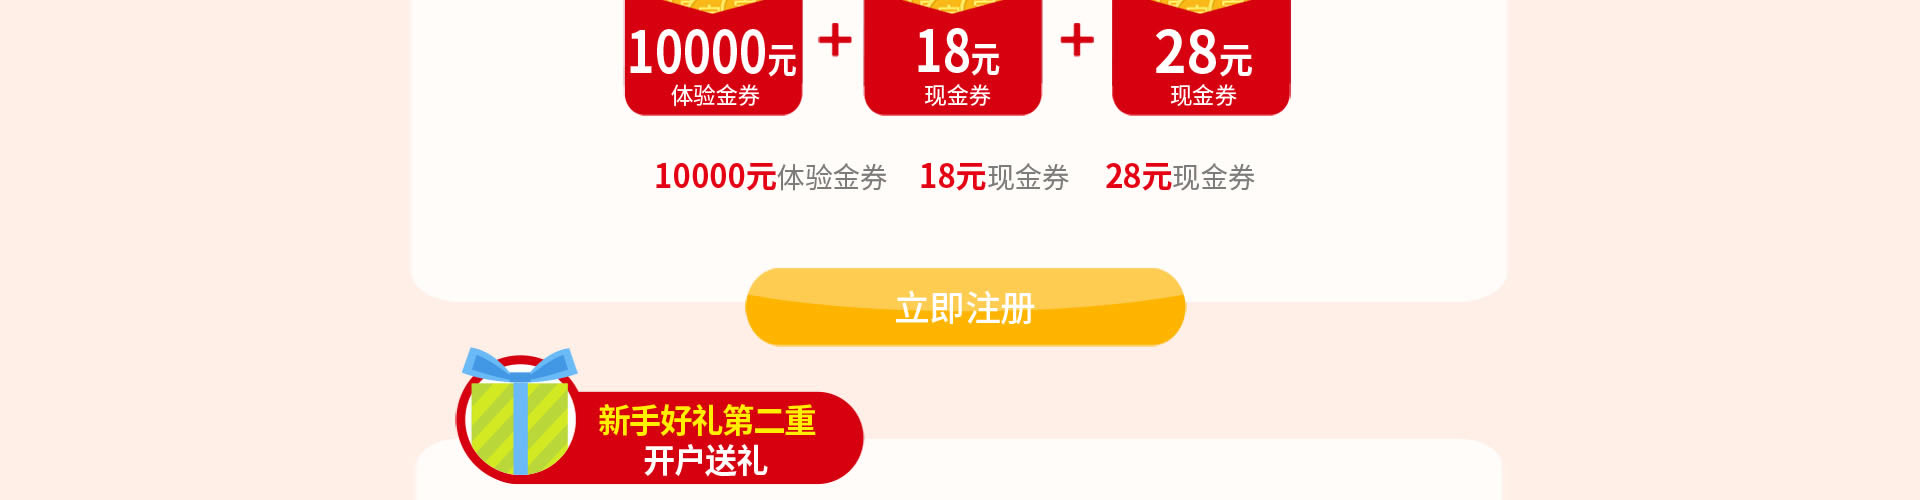 10000元 + 18元 + 28元
体验金券 现金券 现金券
10000元体验金券 18元现金券 28元现金券
立即注册
新手好礼第二重
开户送礼